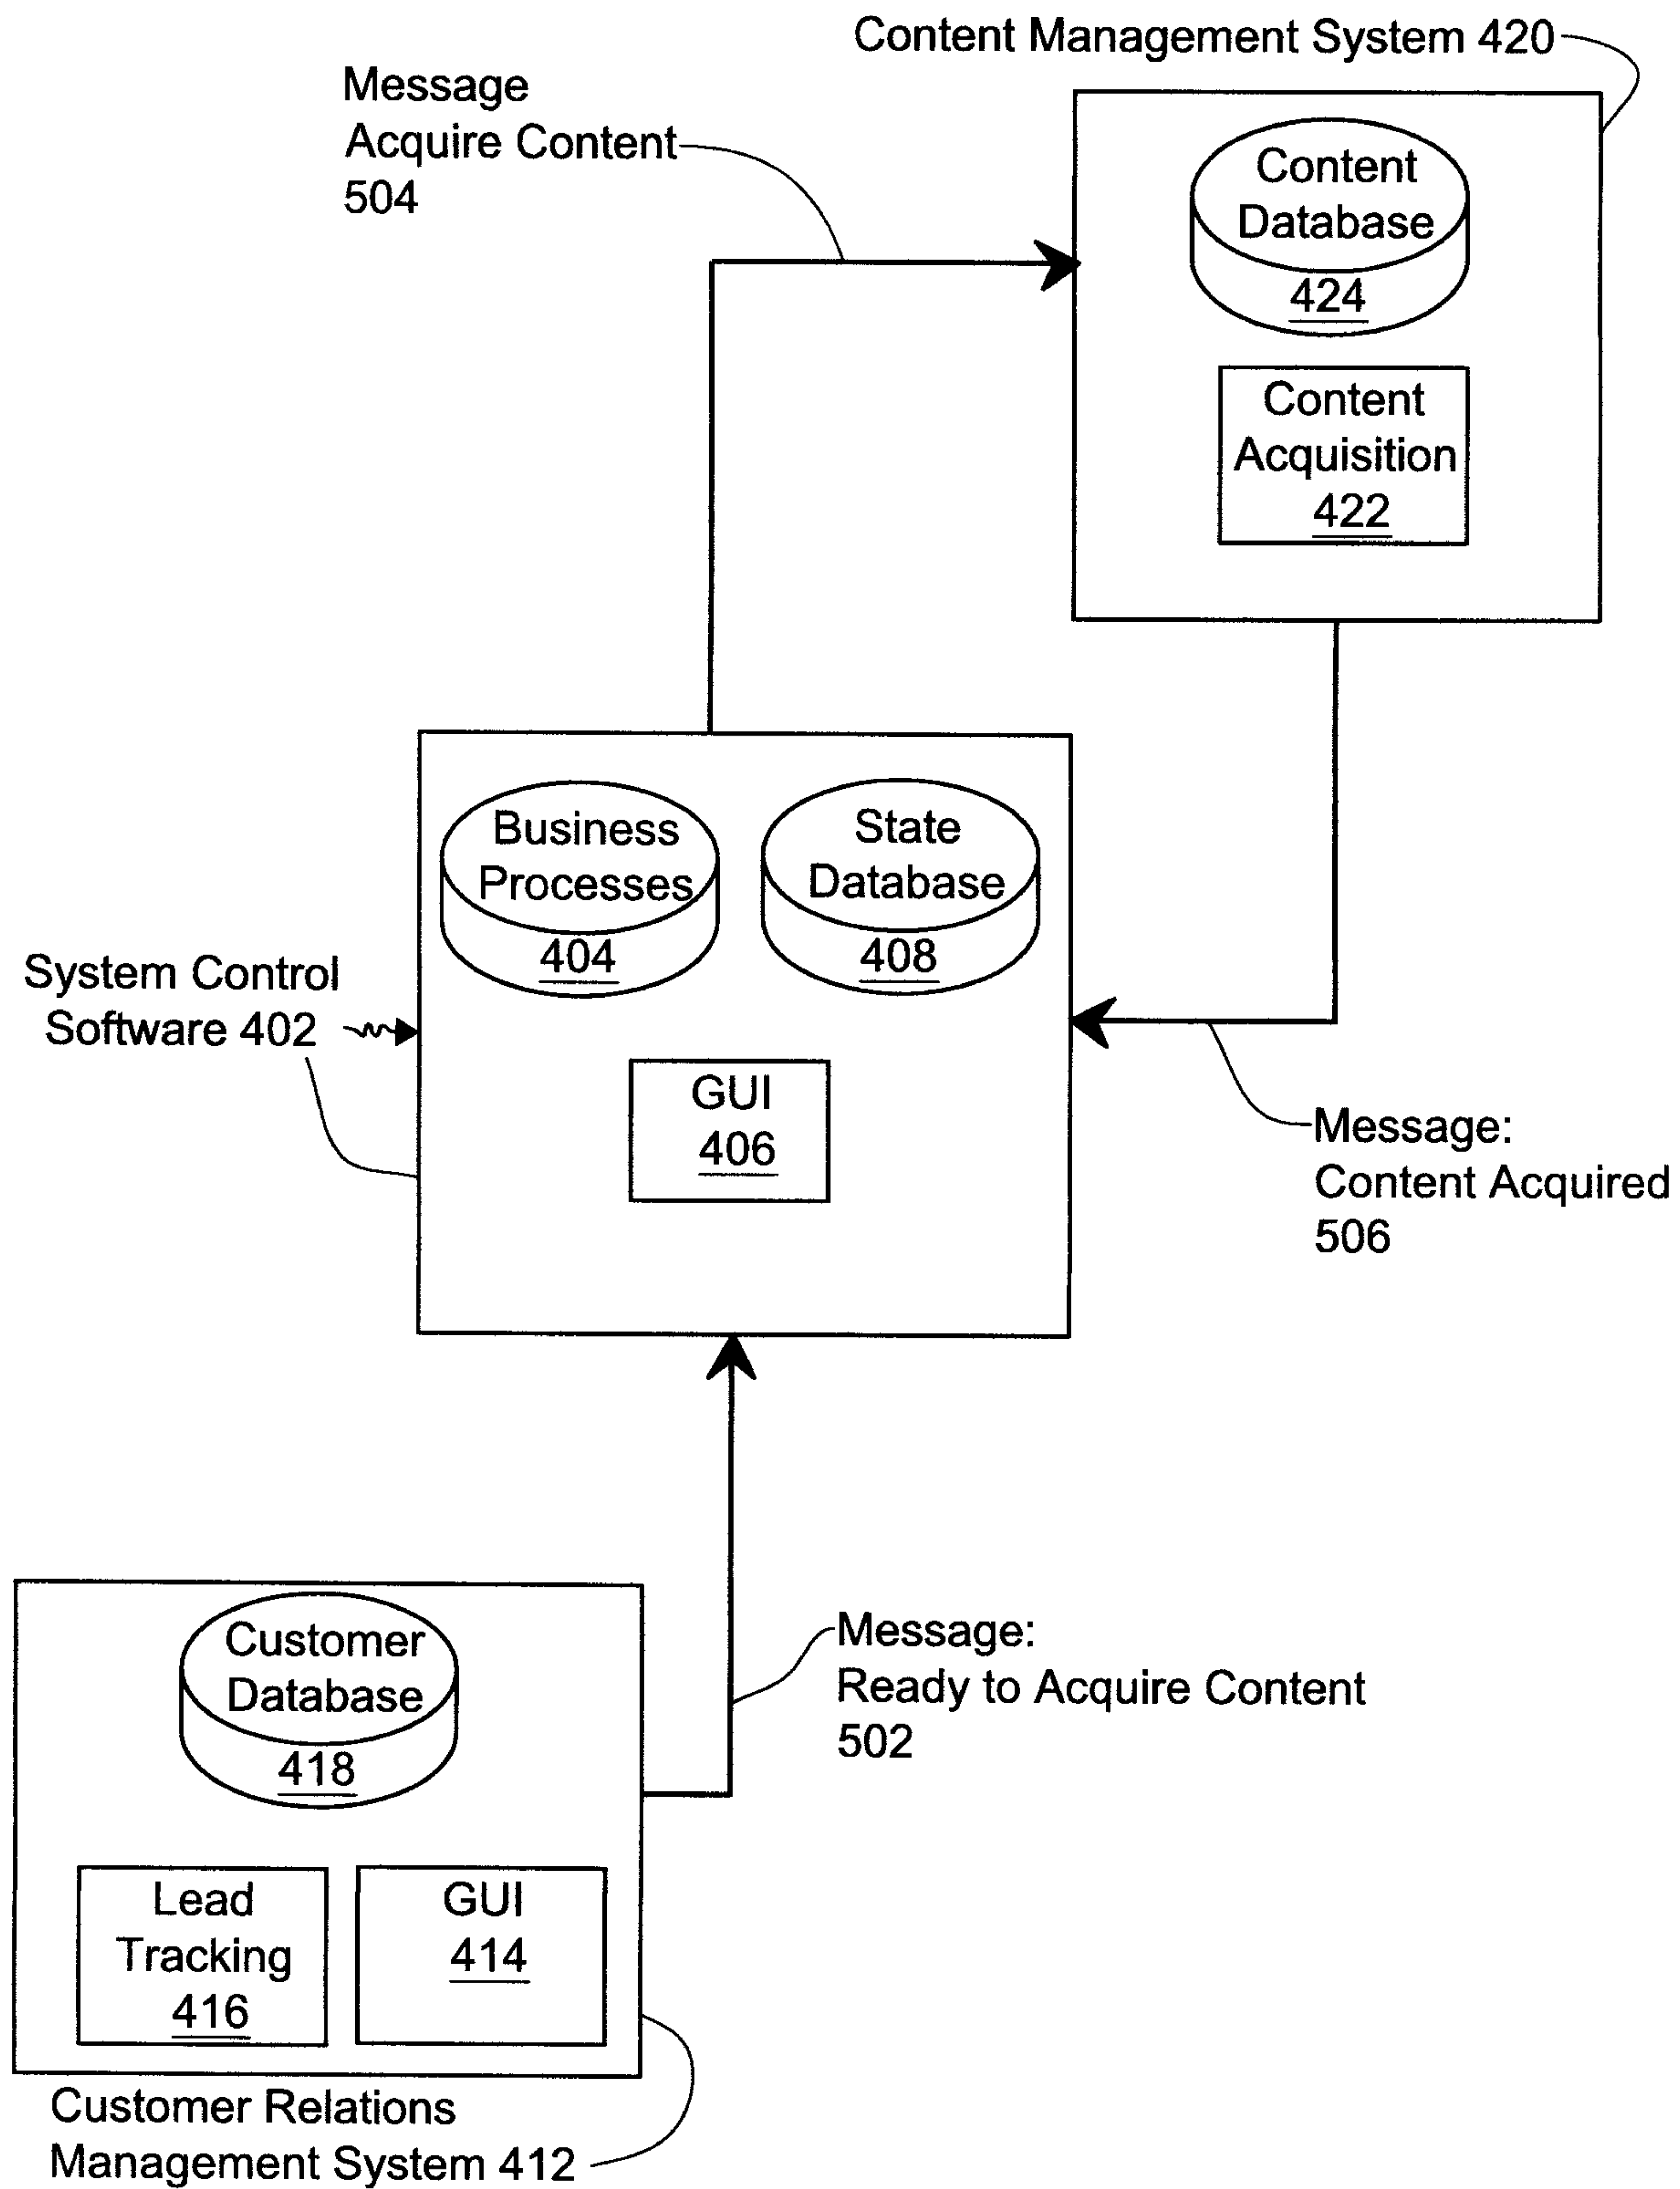 Content Management System 420
Message
Acquire Content
504
Content
Database
424
Content
Acquisition
422
Business
Processes
404
State
Database
408
System Control
Software 402
GUI
406
Message:
Content Acquired
506
Customer
Database
418
Message:
Ready to Acquire Content
502
Lead
Tracking
416
GUI
414
Customer Relations
Management System 412